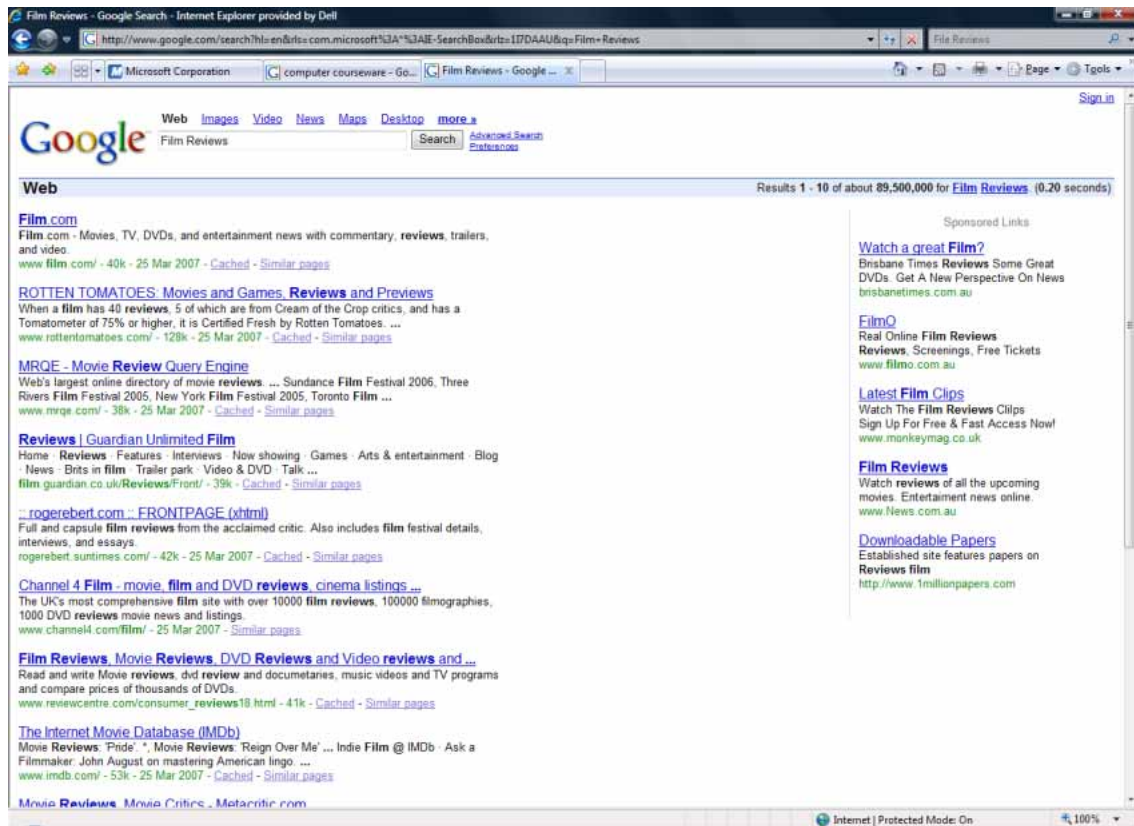 Film Reviews - Google Search - Internet Explorer provided by Dell
http://www.google.com/search?hl=en&rls=com.microsoft%3A*%3AIE-SearchBox&rlz=1I7DAAU&q=Film+Reviews
File Reviews
Microsoft Corporation
computer courseware - Go...
Film Reviews - Google ...
Page
Tools
Sign in
Google
Web Images Video News Maps Desktop more »
Film Reviews
Search
Advanced Search
Preferences
Web
Results 1 - 10 of about 89,500,000 for Film Reviews. (0.20 seconds)
Film.com
Film.com - Movies, TV, DVDs, and entertainment news with commentary, reviews, trailers,
and video.
www.film.com/ - 40k - 25 Mar 2007 - Cached - Similar pages
ROTTEN TOMATOES: Movies and Games, Reviews and Previews
When a film has 40 reviews, 5 of which are from Cream of the Crop critics, and has a
Tomatometer of 75% or higher, it is Certified Fresh by Rotten Tomatoes. ...
www.rottentomatoes.com/ - 128k - 25 Mar 2007 - Cached - Similar pages
MRQE - Movie Review Query Engine
Web's largest online directory of movie reviews. ... Sundance Film Festival 2006, Three
Rivers Film Festival 2005, New York Film Festival 2005, Toronto Film ...
www.mrqe.com/ - 38k - 25 Mar 2007 - Cached - Similar pages
Reviews | Guardian Unlimited Film
Home · Reviews · Features · Interviews · Now showing · Games · Arts & entertainment · Blog
· News · Brits in film · Trailer park · Video & DVD · Talk ...
film.guardian.co.uk/Reviews/Front/ - 39k - Cached - Similar pages
:: rogerebert.com :: FRONTPAGE (xhtml)
Full and capsule film reviews from the acclaimed critic. Also includes film festival details,
interviews, and essays.
rogerebert.suntimes.com/ - 42k - 25 Mar 2007 - Cached - Similar pages
Channel 4 Film - movie, film and DVD reviews, cinema listings ...
The UK's most comprehensive film site with over 10000 film reviews, 100000 filmographies,
1000 DVD reviews movie news and listings.
www.channel4.com/film/ - 25 Mar 2007 - Similar pages
Film Reviews, Movie Reviews, DVD Reviews and Video reviews and ...
Read and write Movie reviews, dvd review and documetaries, music videos and TV programs
and compare prices of thousands of DVDs.
www.reviewcentre.com/consumer_reviews18.html - 41k - Cached - Similar pages
The Internet Movie Database (IMDb)
Movie Reviews: 'Pride'. *, Movie Reviews: 'Reign Over Me' ... Indie Film @ IMDb · Ask a
Filmmaker: John August on mastering American lingo. ...
www.imdb.com/ - 53k - 25 Mar 2007 - Cached - Similar pages
Movie Reviews, Movie Critics - Metacritic.com
Sponsored Links
Watch a great Film?
Brisbane Times Reviews Some Great
DVDs. Get A New Perspective On News
brisbanetimes.com.au
FilmO
Real Online Film Reviews
Reviews, Screenings, Free Tickets
www.filmo.com.au
Latest Film Clips
Watch The Film Reviews Clilps
Sign Up For Free & Fast Access Now!
www.monkeymag.co.uk
Film Reviews
Watch reviews of all the upcoming
movies. Entertaiment news online.
www.News.com.au
Downloadable Papers
Established site features papers on
Reviews film
http://www.1millionpapers.com
Internet | Protected Mode: On
100%